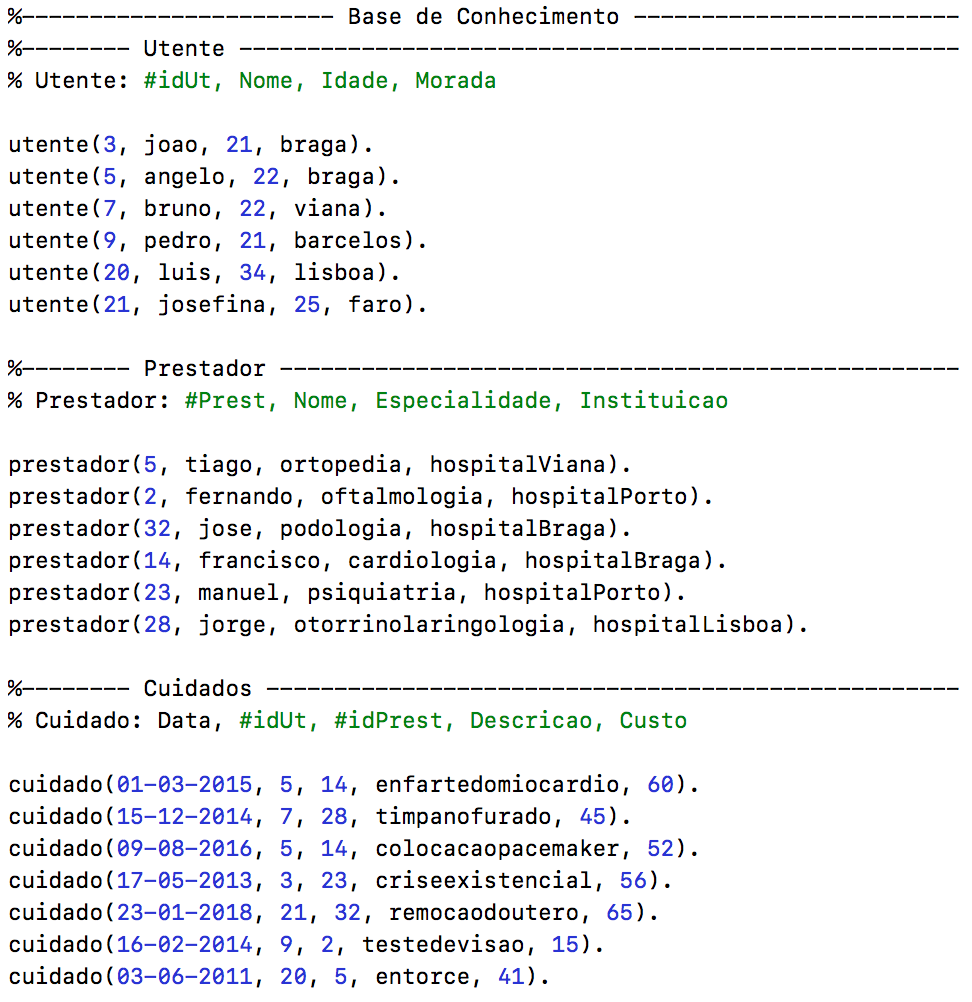 %----------------------- Base de Conhecimento ------------------------
%-------- Utente -----------------------------------------------------
% Utente: #idUt, Nome, Idade, Morada
utente(3, joao, 21, braga).
utente(5, angelo, 22, braga).
utente(7, bruno, 22, viana).
utente(9, pedro, 21, barcelos).
utente(20, luis, 34, lisboa).
utente(21, josefina, 25, faro).
%-------- Prestador --------------------------------------------------
% Prestador: #Prest, Nome, Especialidade, Instituicao
prestador(5, tiago, ortopedia, hospitalViana).
prestador(2, fernando, oftalmologia, hospitalPorto).
prestador(32, jose, podologia, hospitalBraga).
prestador(14, francisco, cardiologia, hospitalBraga).
prestador(23, manuel, psiquiatria, hospitalPorto).
prestador(28, jorge, otorrinolaringologia, hospitalLisboa).
%-------- Cuidados ---------------------------------------------------
% Cuidado: Data, #idUt, #idPrest, Descricao, Custo
cuidado(01-03-2015, 5, 14, enfartedomiocardio, 60).
cuidado(15-12-2014, 7, 28, timpanofurado, 45).
cuidado(09-08-2016, 5, 14, colocacaopacemaker, 52).
cuidado(17-05-2013, 3, 23, criseexistencial, 56).
cuidado(23-01-2018, 21, 32, remocaodoutero, 65).
cuidado(16-02-2014, 9, 2, testedevisao, 15).
cuidado(03-06-2011, 20, 5, entorce, 41).